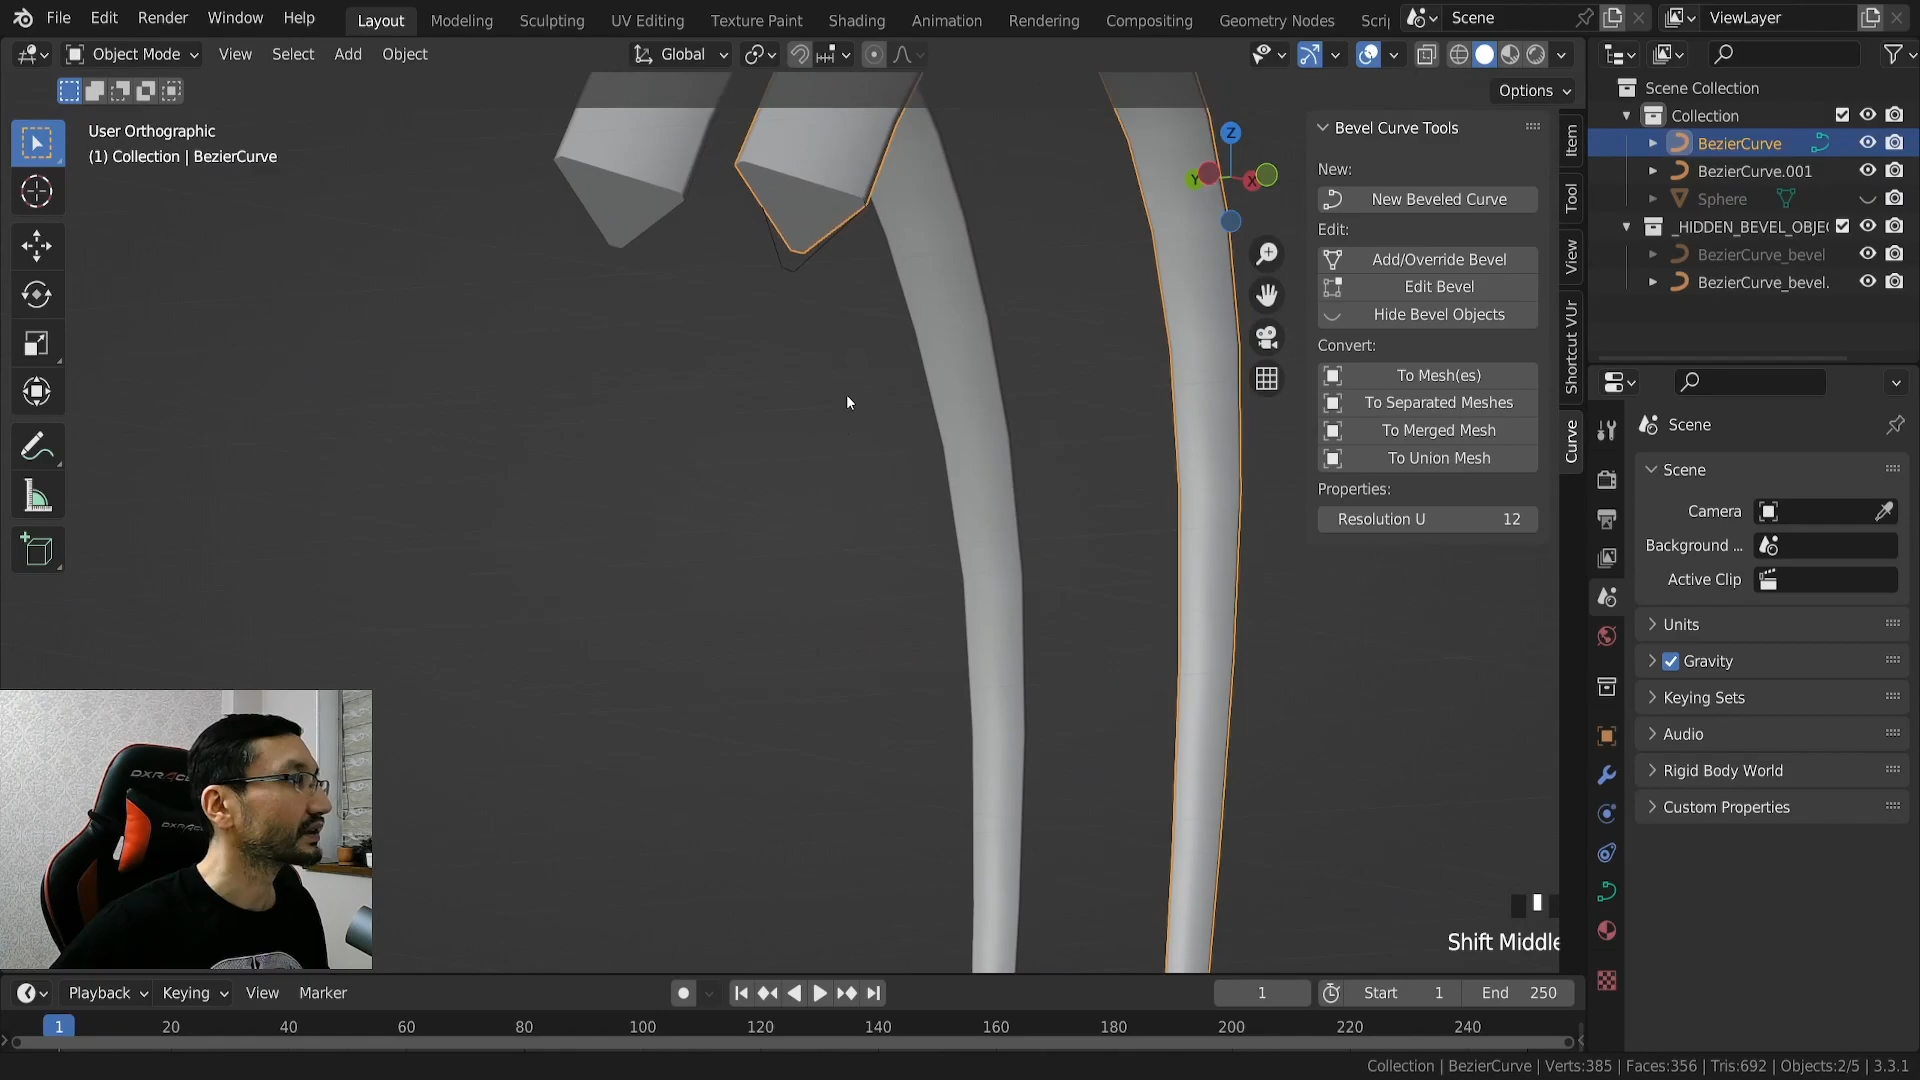 File Edit Render Window Help Layout Modeling Sculpting UV Editing Texture Paint Shading Animation Rendering Compositing Geometry Nodes Scri Scene ViewLayer
Object Mode View Select Add Object Global
Options
User Orthographic
(1) Collection | BezierCurve
Bevel Curve Tools
New:
New Beveled Curve
Edit:
Add/Override Bevel
Edit Bevel
Hide Bevel Objects
Convert:
To Mesh(es)
To Separated Meshes
To Merged Mesh
To Union Mesh
Properties:
Resolution U 12
Z
Y
X
Item
Tool
View
Shortcut VUr
Curve
Scene Collection
Collection
BezierCurve
BezierCurve.001
Sphere
_HIDDEN_BEVEL_OBJE
BezierCurve_bevel
BezierCurve_bevel.
Scene
Scene
Camera
Background ...
Active Clip
Units
Gravity
Keying Sets
Audio
Rigid Body World
Custom Properties
Shift Middle
Playback Keying View Marker 1 Start 1 End 250
1 20 40 60 80 100 120 140 160 180 200 220 240
Collection | BezierCurve | Verts:385 | Faces:356 | Tris:692 | Objects:2/5 | 3.3.1